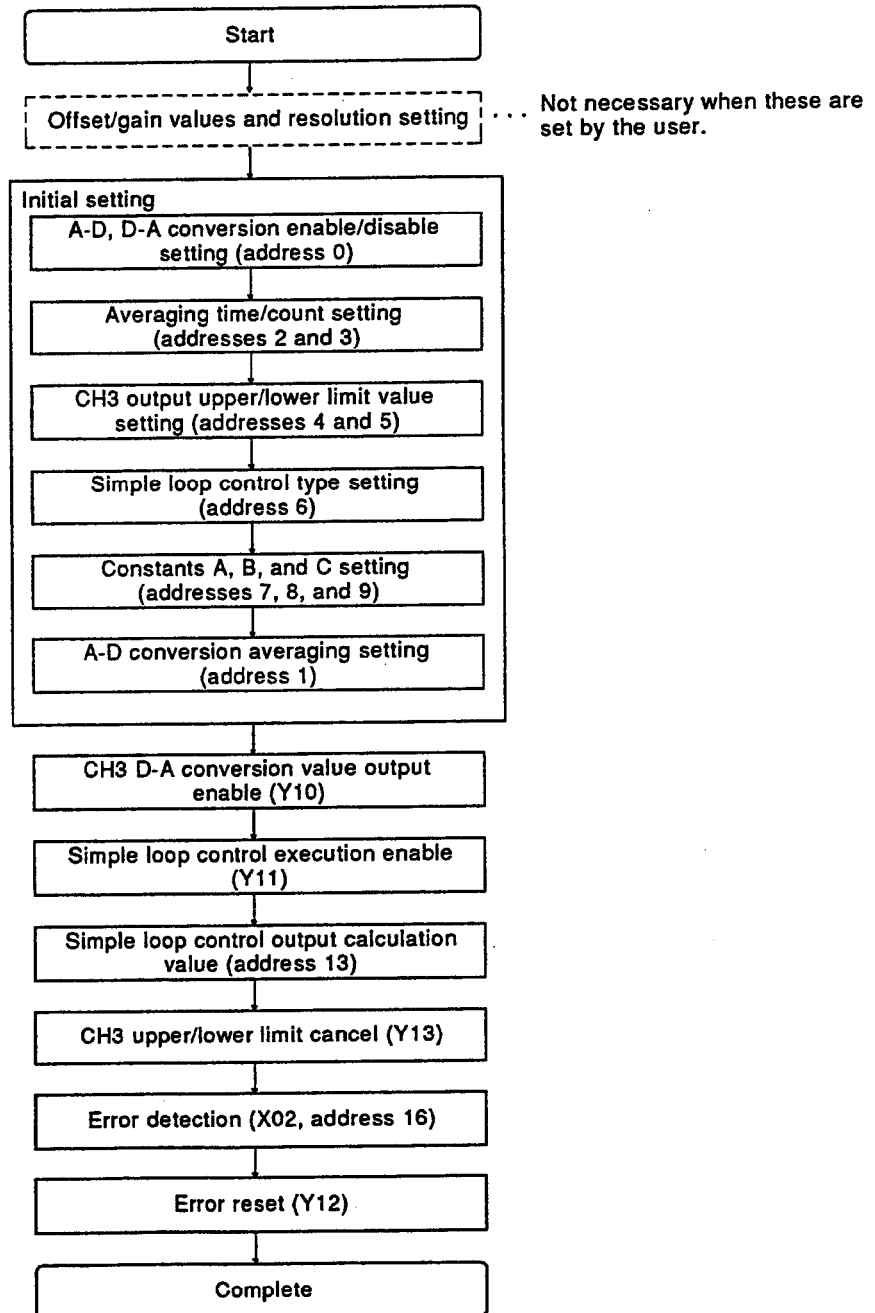 Start
Offset/gain values and resolution setting
··· Not necessary when these are
set by the user.
Initial setting
A-D, D-A conversion enable/disable
setting (address 0)
Averaging time/count setting
(addresses 2 and 3)
CH3 output upper/lower limit value
setting (addresses 4 and 5)
Simple loop control type setting
(address 6)
Constants A, B, and C setting
(addresses 7, 8, and 9)
A-D conversion averaging setting
(address 1)
CH3 D-A conversion value output
enable (Y10)
Simple loop control execution enable
(Y11)
Simple loop control output calculation
value (address 13)
CH3 upper/lower limit cancel (Y13)
Error detection (X02, address 16)
Error reset (Y12)
Complete